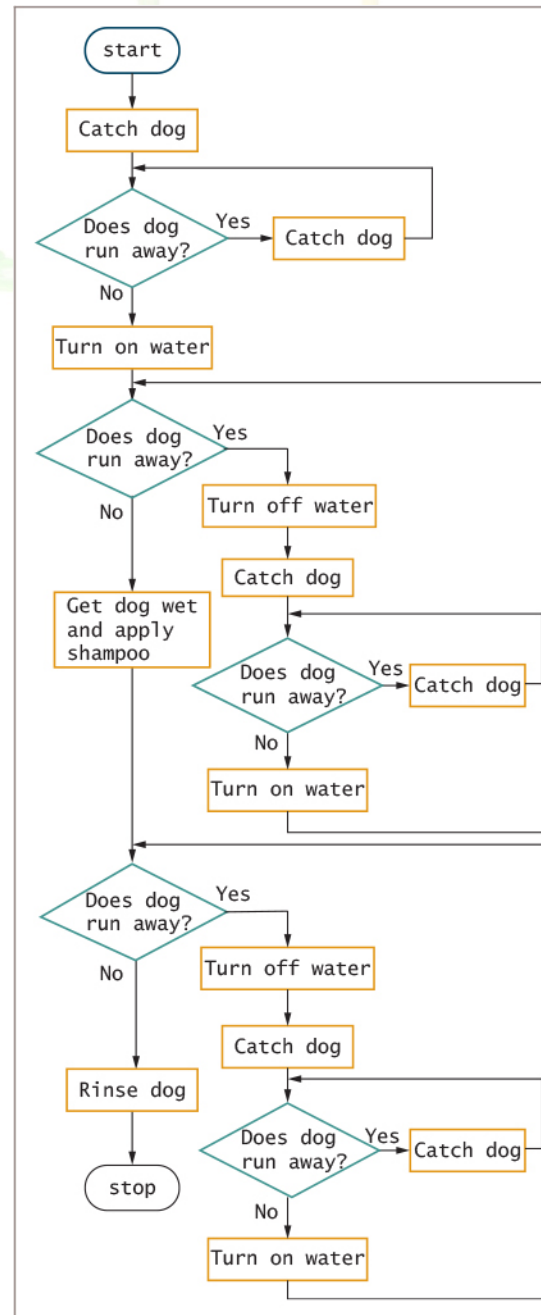 start
Catch dog
Does dog
run away?
Yes
Catch dog
No
Turn on water
Does dog
run away?
Yes
No
Turn off water
Catch dog
Get dog wet
and apply
shampoo
Does dog
run away?
Yes
Catch dog
No
Turn on water
Does dog
run away?
Yes
No
Turn off water
Catch dog
Rinse dog
Does dog
run away?
Yes
Catch dog
stop
No
Turn on water